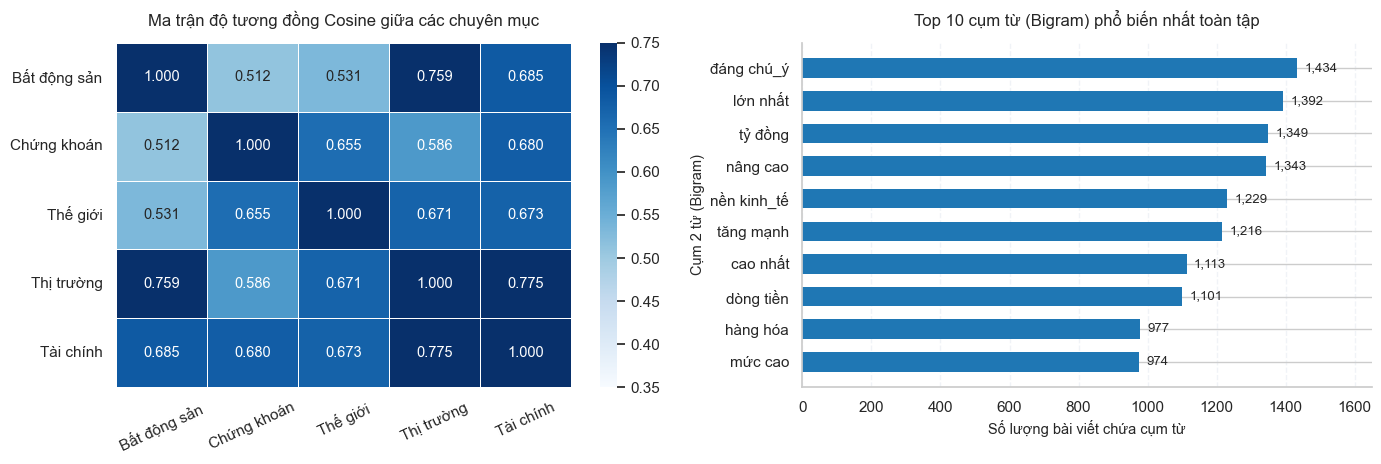 Ma trận độ tương đồng Cosine giữa các chuyên mục
Bất động sản 1.000 0.512 0.531 0.759 0.685
Chứng khoán 0.512 1.000 0.655 0.586 0.680
Thế giới 0.531 0.655 1.000 0.671 0.673
Thị trường 0.759 0.586 0.671 1.000 0.775
Tài chính 0.685 0.680 0.673 0.775 1.000
Bất động sản Chứng khoán Thế giới Thị trường Tài chính
0.75
0.70
0.65
0.60
0.55
0.50
0.45
0.40
0.35
Top 10 cụm từ (Bigram) phổ biến nhất toàn tập
Cụm 2 từ (Bigram)
đáng chú_ý 1,434
lớn nhất 1,392
tỷ đồng 1,349
nâng cao 1,343
nền kinh_tế 1,229
tăng mạnh 1,216
cao nhất 1,113
dòng tiền 1,101
hàng hóa 977
mức cao 974
0 200 400 600 800 1000 1200 1400 1600
Số lượng bài viết chứa cụm từ